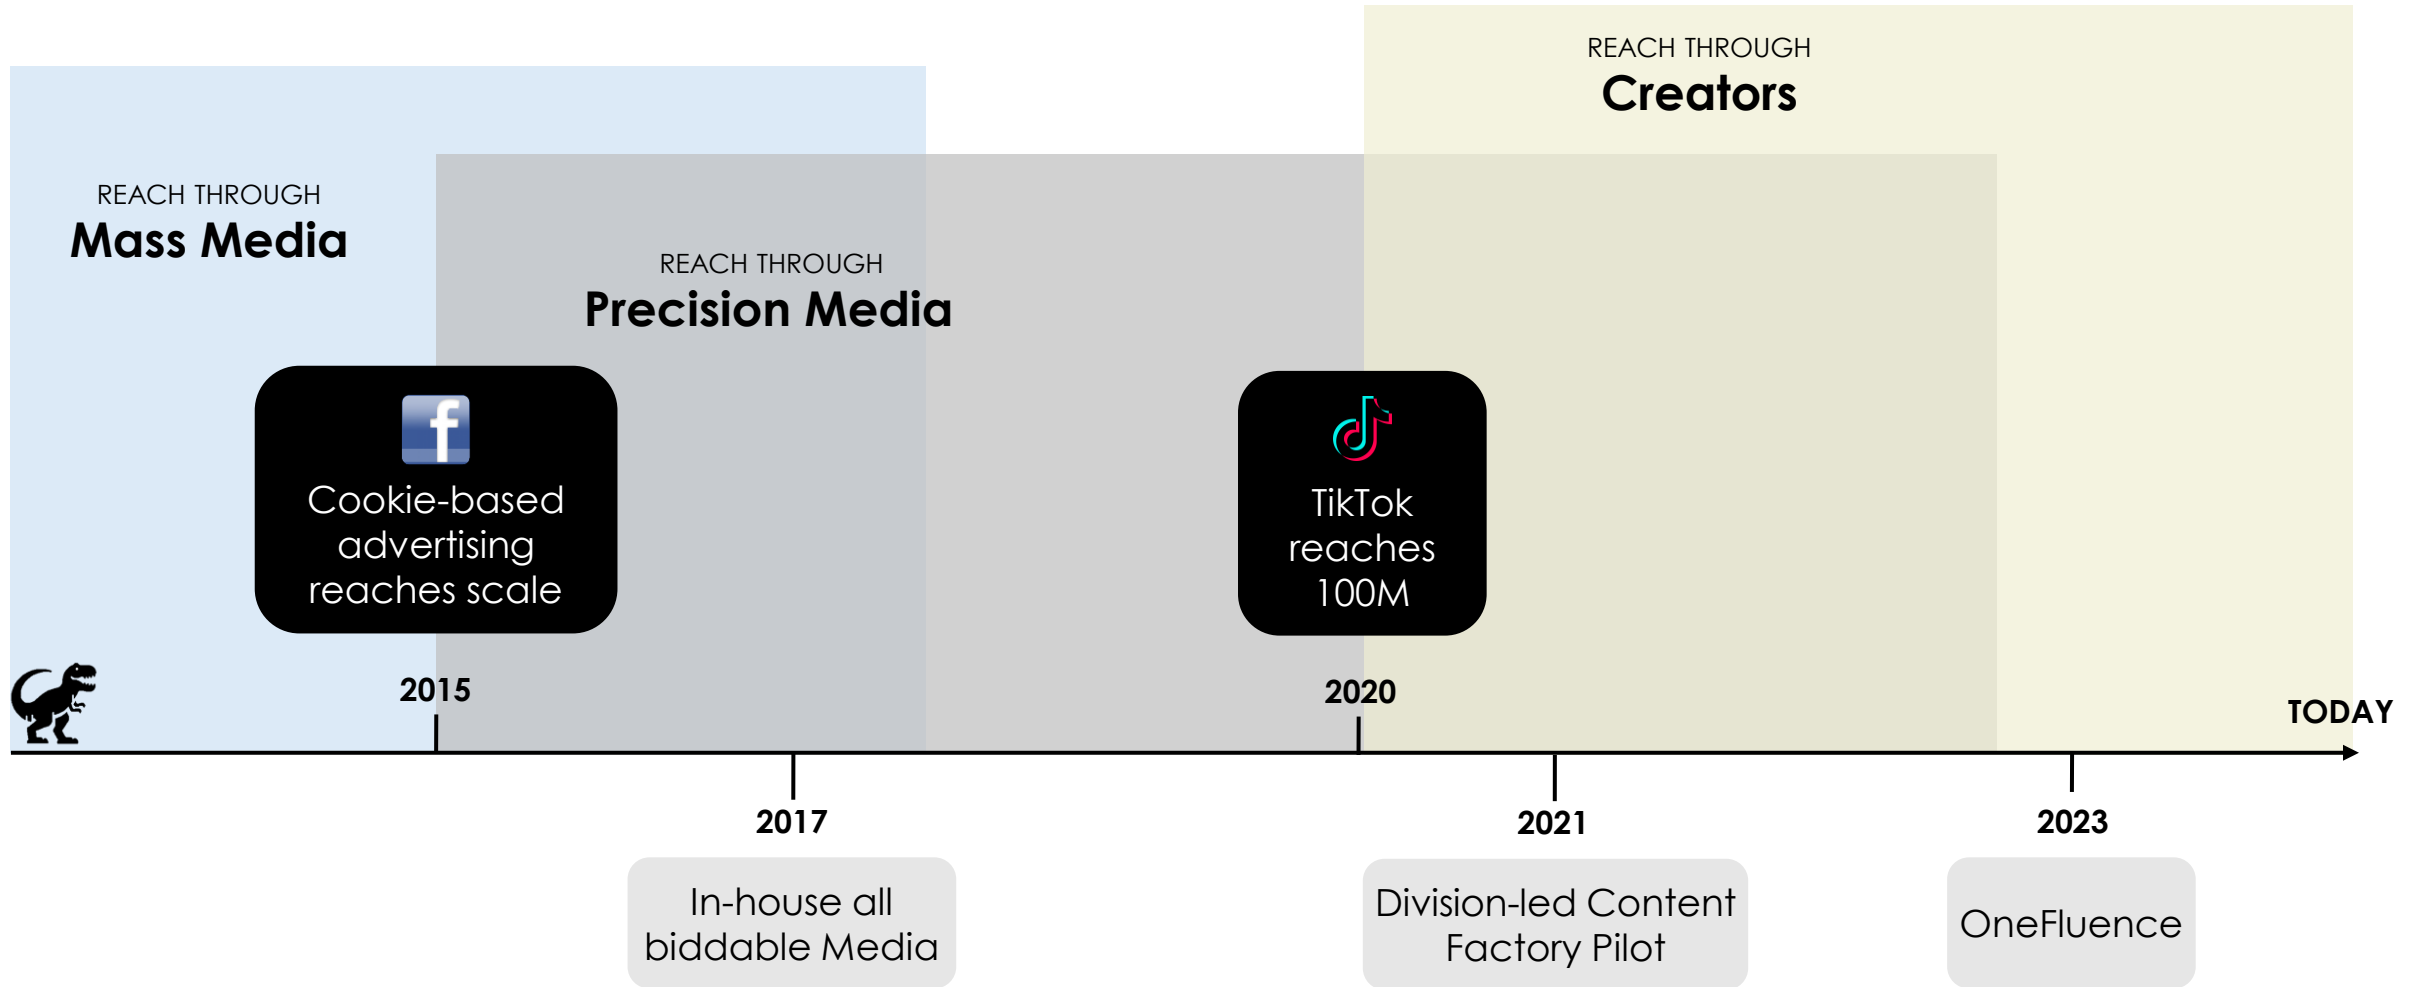 REACH THROUGH
Creators
REACH THROUGH
Mass Media
REACH THROUGH
Precision Media
f
Cookie-based
advertising
reaches scale
TikTok
reaches
100M
2015
2020
TODAY
2017
2021
2023
In-house all
biddable Media
Division-led Content
Factory Pilot
OneFluence